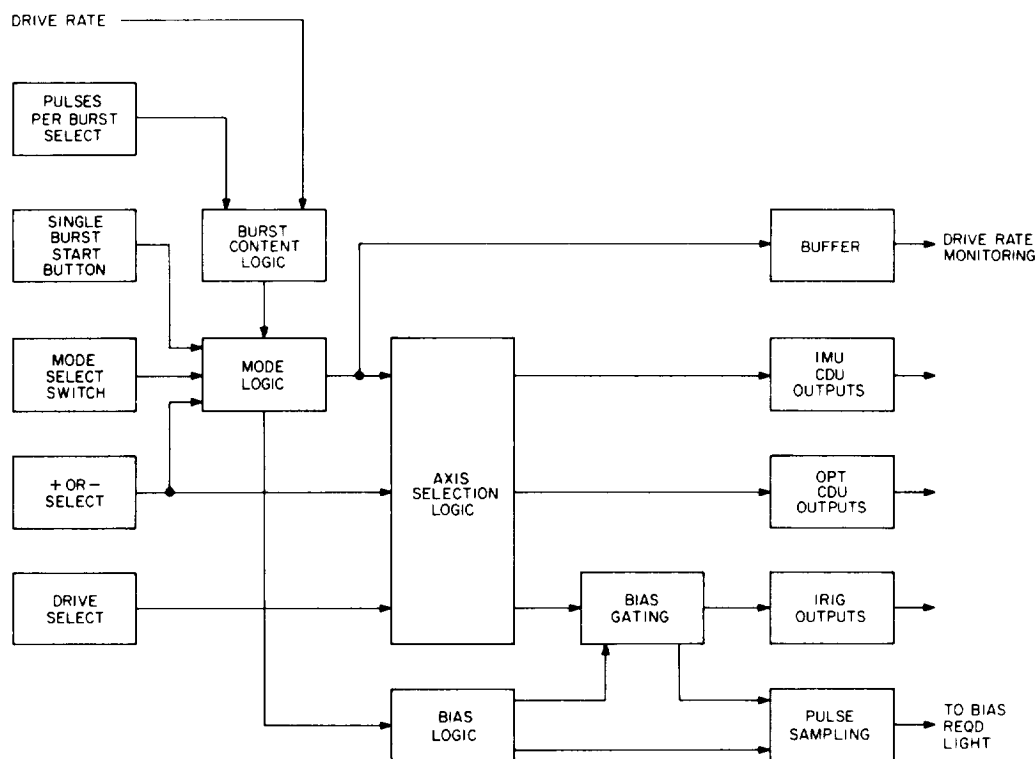 DRIVE RATE
PULSES
PER BURST
SELECT
SINGLE
BURST
START
BUTTON
BURST
CONTENT
LOGIC
BUFFER
DRIVE RATE
MONITORING
MODE
SELECT
SWITCH
MODE
LOGIC
IMU
CDU
OUTPUTS
+OR-
SELECT
AXIS
SELECTION
LOGIC
OPT
CDU
OUTPUTS
DRIVE
SELECT
BIAS
GATING
IRIG
OUTPUTS
BIAS
LOGIC
PULSE
SAMPLING
TO BIAS
REQD
LIGHT